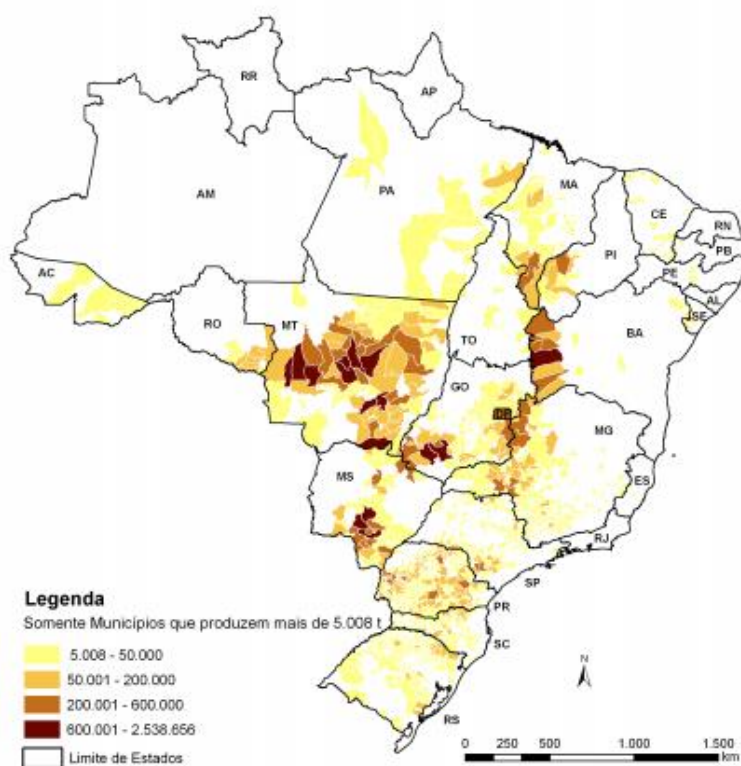 RR
AP
AM
PA
MA
CE
RN
PB
PI
PE
AL
SE
AC
RO
MT
TO
BA
GO
DF
MG
MS
ES
RJ
SP
PR
SC
RS
Legenda
Somente Municípios que produzem mais de 5.008 t
5.008 - 50.000
50.001 - 200.000
200.001 - 600.000
600.001 - 2.538.656
Limite de Estados
N
0 250 500 1.000 1.500
km